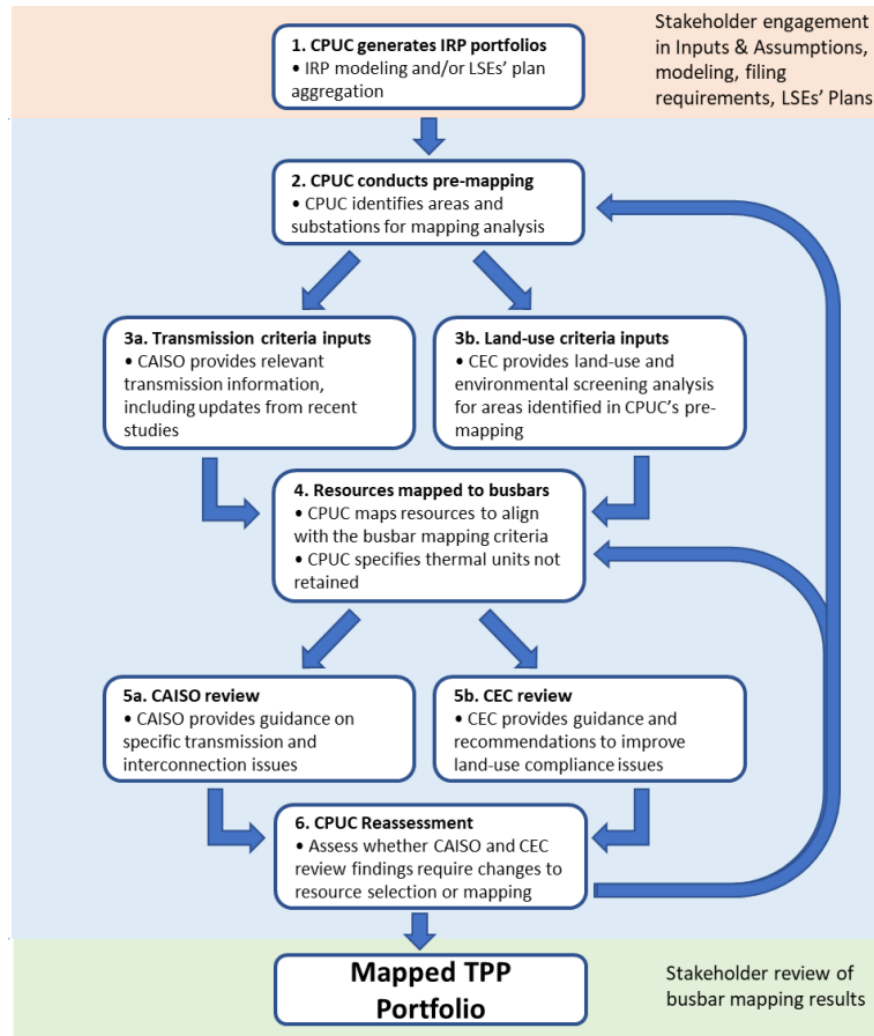 Stakeholder engagement
in Inputs & Assumptions,
modeling, filing
requirements, LSEs' Plans
1. CPUC generates IRP portfolios
• IRP modeling and/or LSEs' plan
aggregation
2. CPUC conducts pre-mapping
• CPUC identifies areas and
substations for mapping analysis
3a. Transmission criteria inputs
• CAISO provides relevant
transmission information,
including updates from recent
studies
3b. Land-use criteria inputs
• CEC provides land-use and
environmental screening analysis
for areas identified in CPUC's pre-
mapping
4. Resources mapped to busbars
• CPUC maps resources to align
with the busbar mapping criteria
• CPUC specifies thermal units not
retained
5a. CAISO review
• CAISO provides guidance on
specific transmission and
interconnection issues
5b. CEC review
• CEC provides guidance and
recommendations to improve
land-use compliance issues
6. CPUC Reassessment
• Assess whether CAISO and CEC
review findings require changes to
resource selection or mapping
Mapped TPP
Portfolio
Stakeholder review of
busbar mapping results